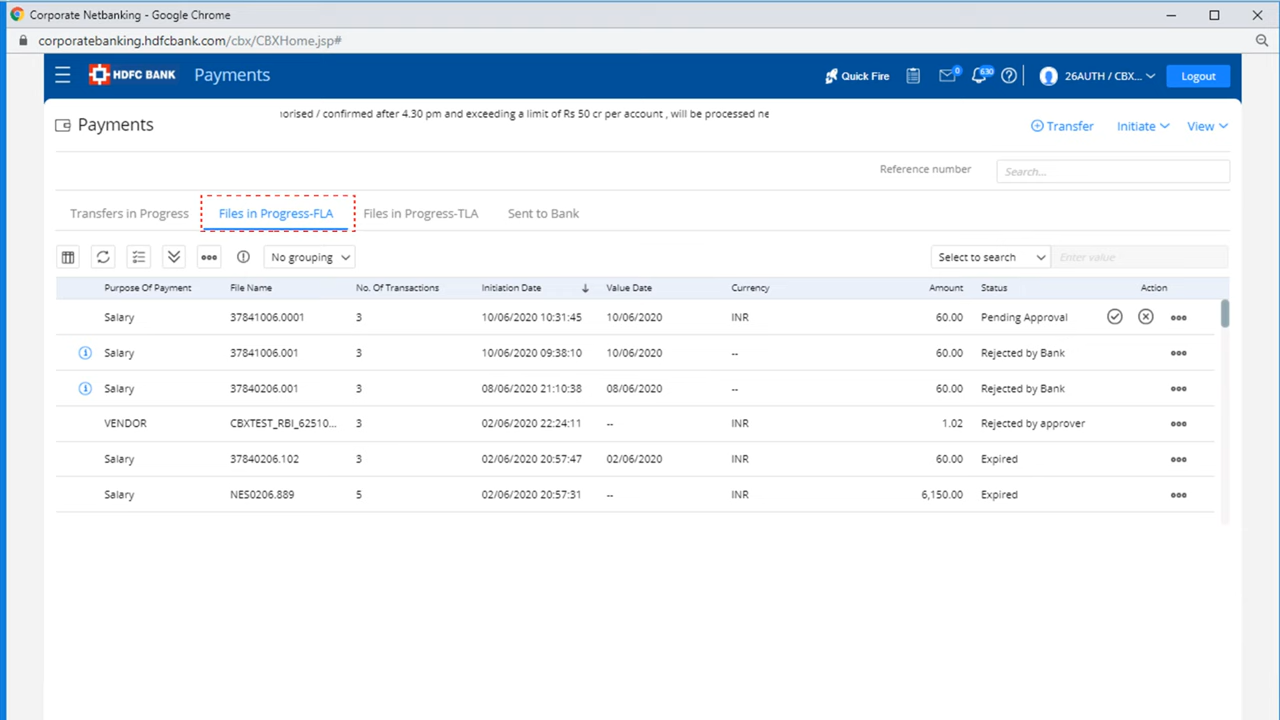 Corporate Netbanking - Google Chrome
corporatebanking.hdfcbank.com/cbx/CBXHome.jsp#
HDFC BANK Payments Quick Fire 0 630 26AUTH / CBX... Logout
orised / confirmed after 4.30 pm and exceeding a limit of Rs 50 cr per account , will be processed ne
Payments Transfer Initiate View
Reference number Search...
Transfers in Progress Files in Progress-FLA Files in Progress-TLA Sent to Bank
No grouping Select to search Enter value
Purpose Of Payment File Name No. Of Transactions Initiation Date Value Date Currency Amount Status Action
Salary 37841006.0001 3 10/06/2020 10:31:45 10/06/2020 INR 60.00 Pending Approval
Salary 37841006.001 3 10/06/2020 09:38:10 10/06/2020 -- 60.00 Rejected by Bank
Salary 37840206.001 3 08/06/2020 21:10:38 08/06/2020 -- 60.00 Rejected by Bank
VENDOR CBXTEST_RBI_62510... 3 02/06/2020 22:24:11 -- INR 1.02 Rejected by approver
Salary 37840206.102 3 02/06/2020 20:57:47 02/06/2020 INR 60.00 Expired
Salary NES0206.889 5 02/06/2020 20:57:31 -- INR 6,150.00 Expired